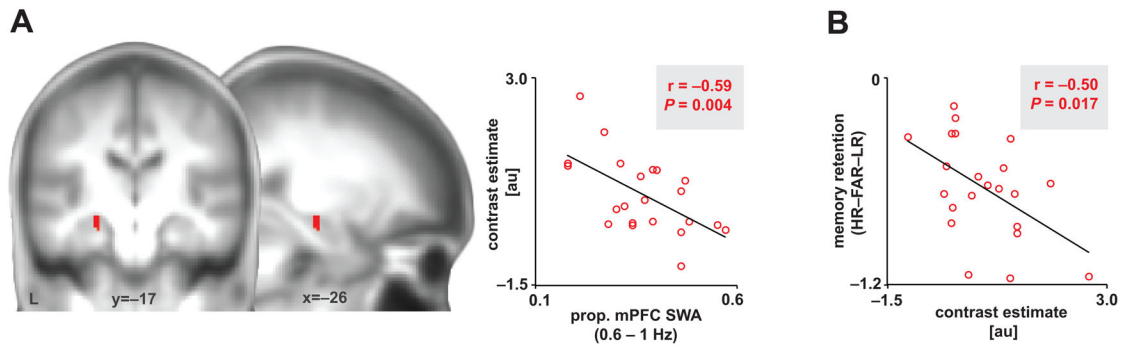 A
L
y=–17
x=–26
contrast estimate
[au]
3.0
–1.5
0.1
0.6
prop. mPFC SWA
(0.6 – 1 Hz)
r = –0.59
P = 0.004
B
memory retention
(HR–FAR–LR)
0
–1.2
–1.5
3.0
contrast estimate
[au]
r = –0.50
P = 0.017